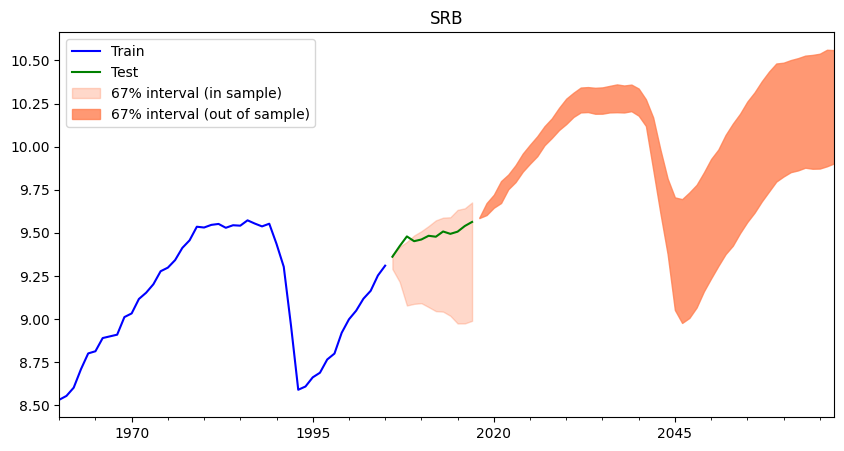 SRB
Train
Test
67% interval (in sample)
67% interval (out of sample)
10.50
10.25
10.00
9.75
9.50
9.25
9.00
8.75
8.50
1970 1995 2020 2045